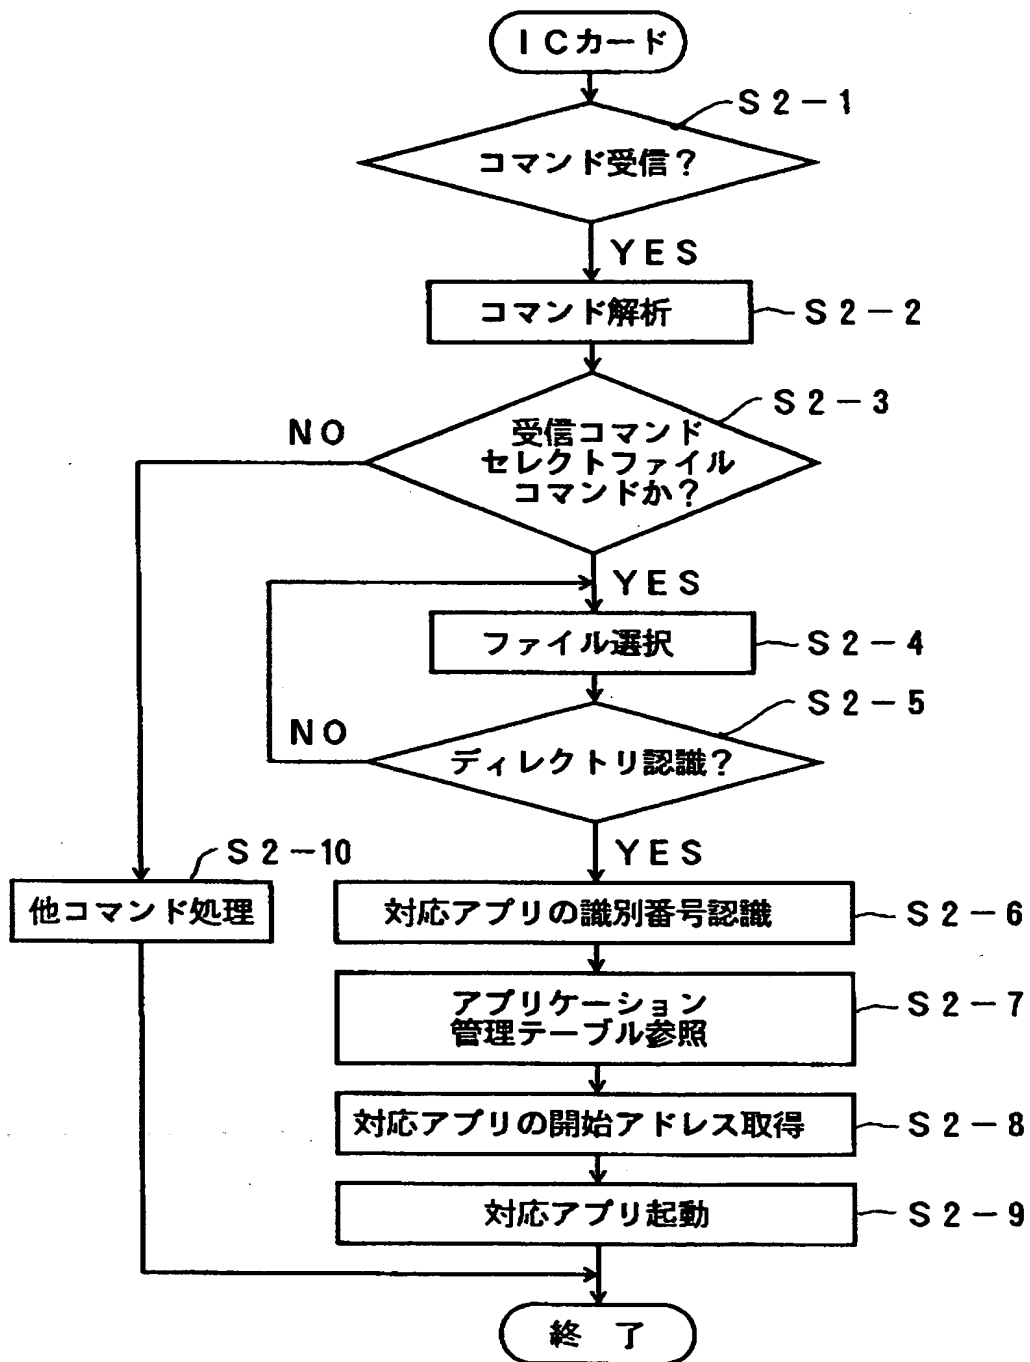 ICカード
S2-1
コマンド受信?
YES
コマンド解析
S2-2
S2-3
NO
受信コマンド
セレクトファイル
コマンドか?
YES
ファイル選択
S2-4
S2-5
NO
ディレクトリ認識?
YES
S2-10
他コマンド処理
対応アプリの識別番号認識
S2-6
アプリケーション
管理テーブル参照
S2-7
対応アプリの開始アドレス取得
S2-8
対応アプリ起動
S2-9
終 了